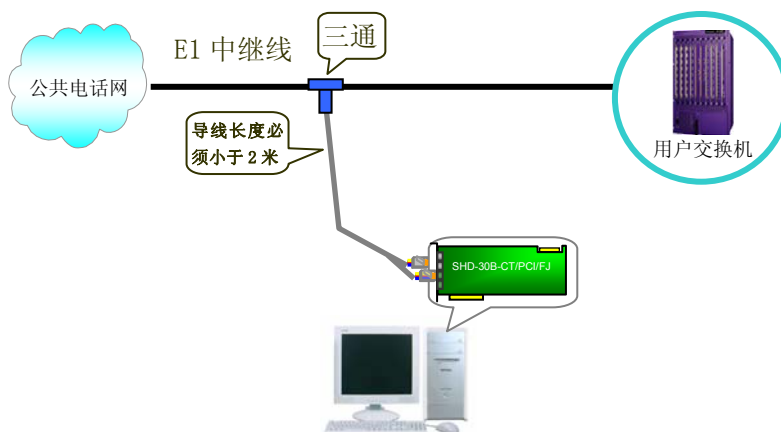 E1 中继线
三通
公共电话网
导线长度必
须小于 2 米
用户交换机
SHD-30B-CT/PCI/FJ